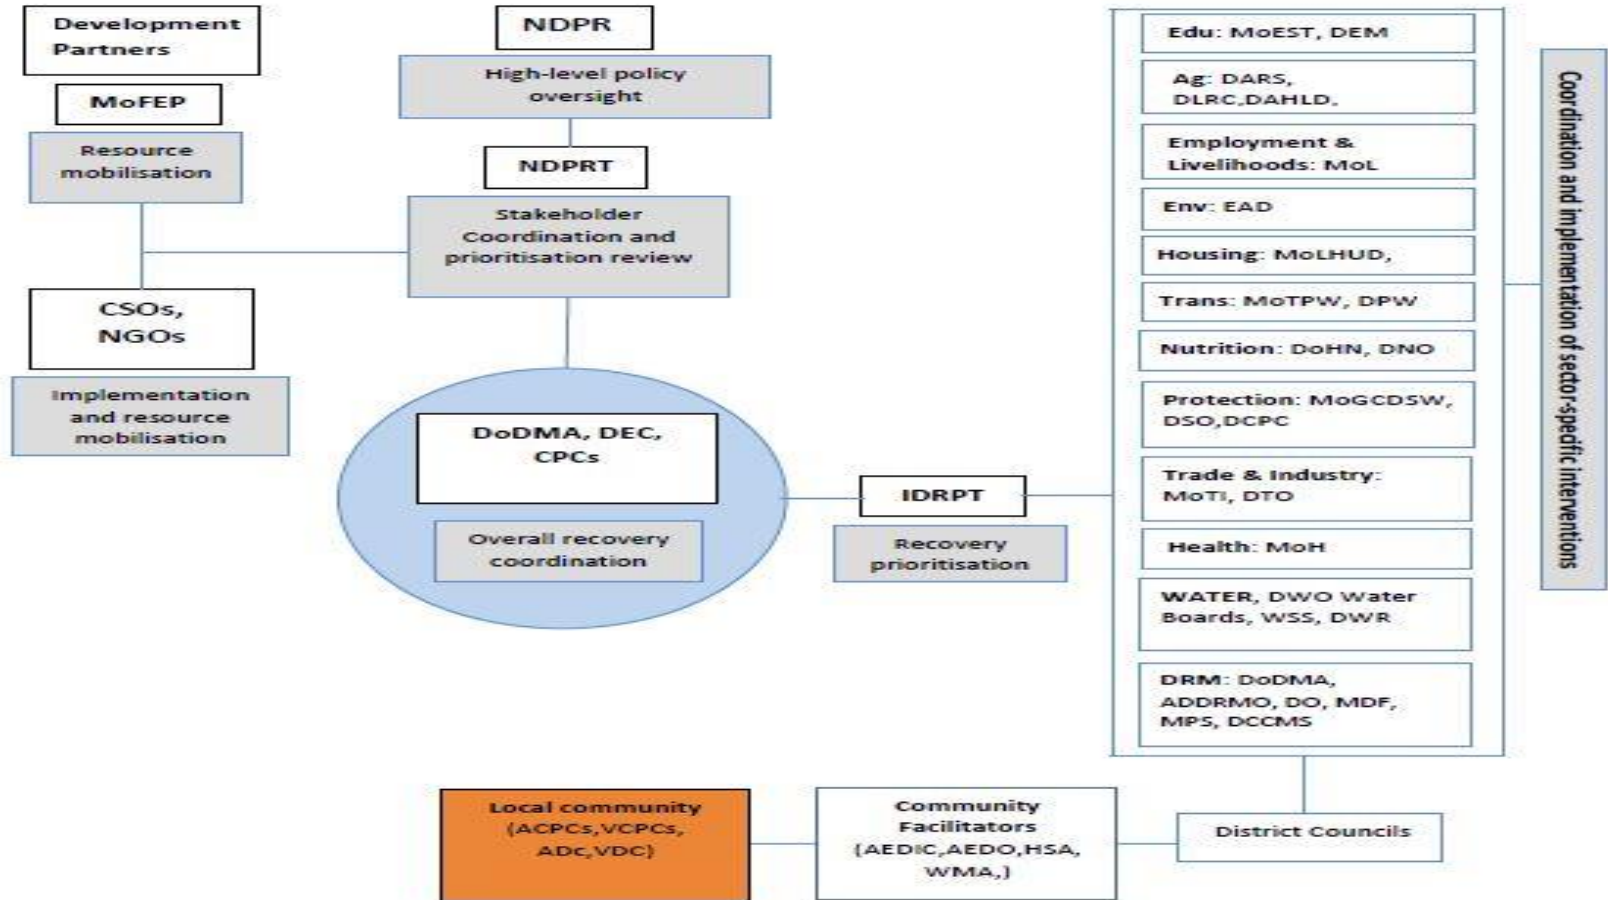 Development
Partners
MoFEP
Resource
mobilisation
CSOs,
NGOs
Implementation
and resource
mobilisation
NDPR
High-level policy
oversight
NDPRT
Stakeholder
Coordination and
prioritisation review
DoDMA, DEC,
CPCs
Overall recovery
coordination
IDRPT
Recovery
prioritisation
Edu: MoEST, DEM
Ag: DARS,
DLRC,DAHLD,
Employment &
Livelihoods: MoL
Env: EAD
Housing: MoLHUD,
Trans: MoTPW, DPW
Nutrition: DoHN, DNO
Protection: MoGCDSW,
DSO,DCPC
Trade & Industry:
MoTI, DTO
Health: MoH
WATER, DWO Water
Boards, WSS, DWR
DRM: DoDMA,
ADDRMO, DO, MDF,
MPS, DCCMS
Coordination and implementation of sector-specific interventions
District Councils
Community
Facilitators
(AEDIC,AEDO,HSA,
WMA,)
Local community
(ACPCs,VCPCs,
ADc,VDC)